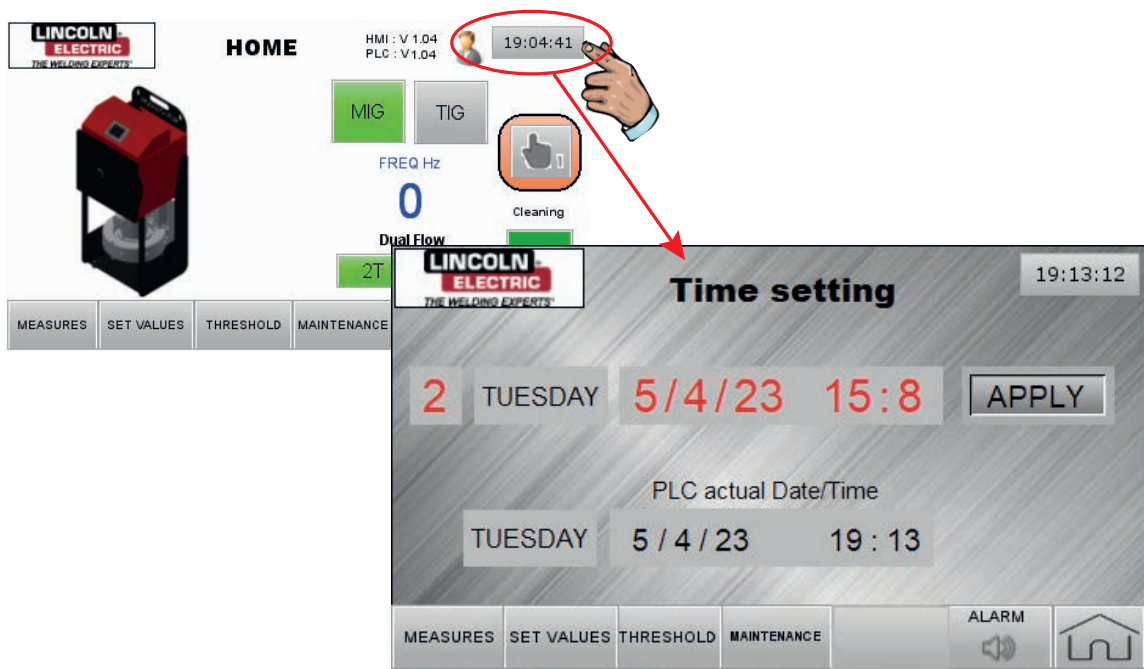 LINCOLN
ELECTRIC
THE WELDING EXPERTS'
HOME
HMI : V 1.04
PLC : V1.04
19:04:41
MIG
TIG
FREQ Hz
0
Cleaning
Dual Flow
2T
MEASURES
SET VALUES
THRESHOLD
MAINTENANCE
LINCOLN
ELECTRIC
THE WELDING EXPERTS'
Time setting
19:13:12
2 TUESDAY 5/4/23 15:8 APPLY
PLC actual Date/Time
TUESDAY 5 / 4 / 23 19 : 13
MEASURES
SET VALUES
THRESHOLD
MAINTENANCE
ALARM